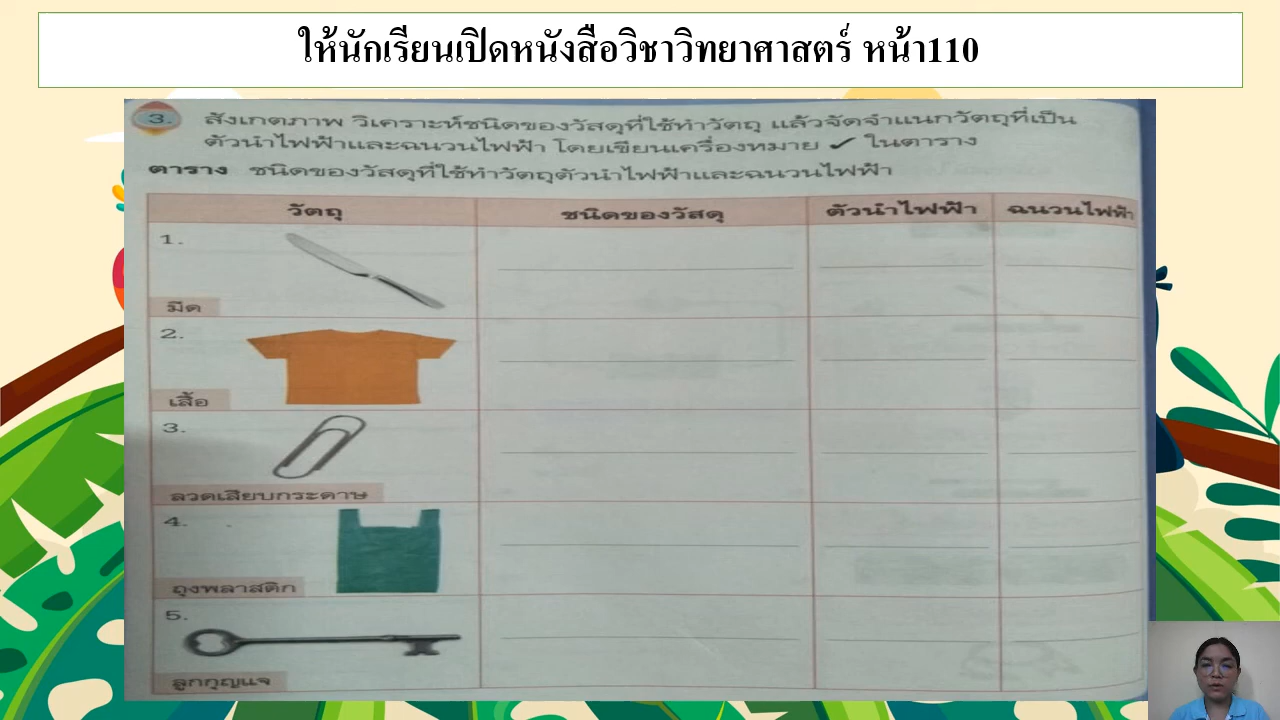 ให้นักเรียนเปิดหนังสือวิชาวิทยาศาสตร์ หน้า110
3. สังเกตภาพ วิเคราะห์ชนิดของวัสดุที่ใช้ทำวัตถุ แล้วจัดจำแนกวัตถุที่เป็น
ตัวนำไฟฟ้าและฉนวนไฟฟ้า โดยเขียนเครื่องหมาย ✓ ในตาราง
ตาราง ชนิดของวัสดุที่ใช้ทำวัตถุตัวนำไฟฟ้าและฉนวนไฟฟ้า
วัตถุ ชนิดของวัสดุ ตัวนำไฟฟ้า ฉนวนไฟฟ้า
1.
มีด
2.
เสื้อ
3.
ลวดเสียบกระดาษ
4.
ถุงพลาสติก
5.
ลูกกุญแจ